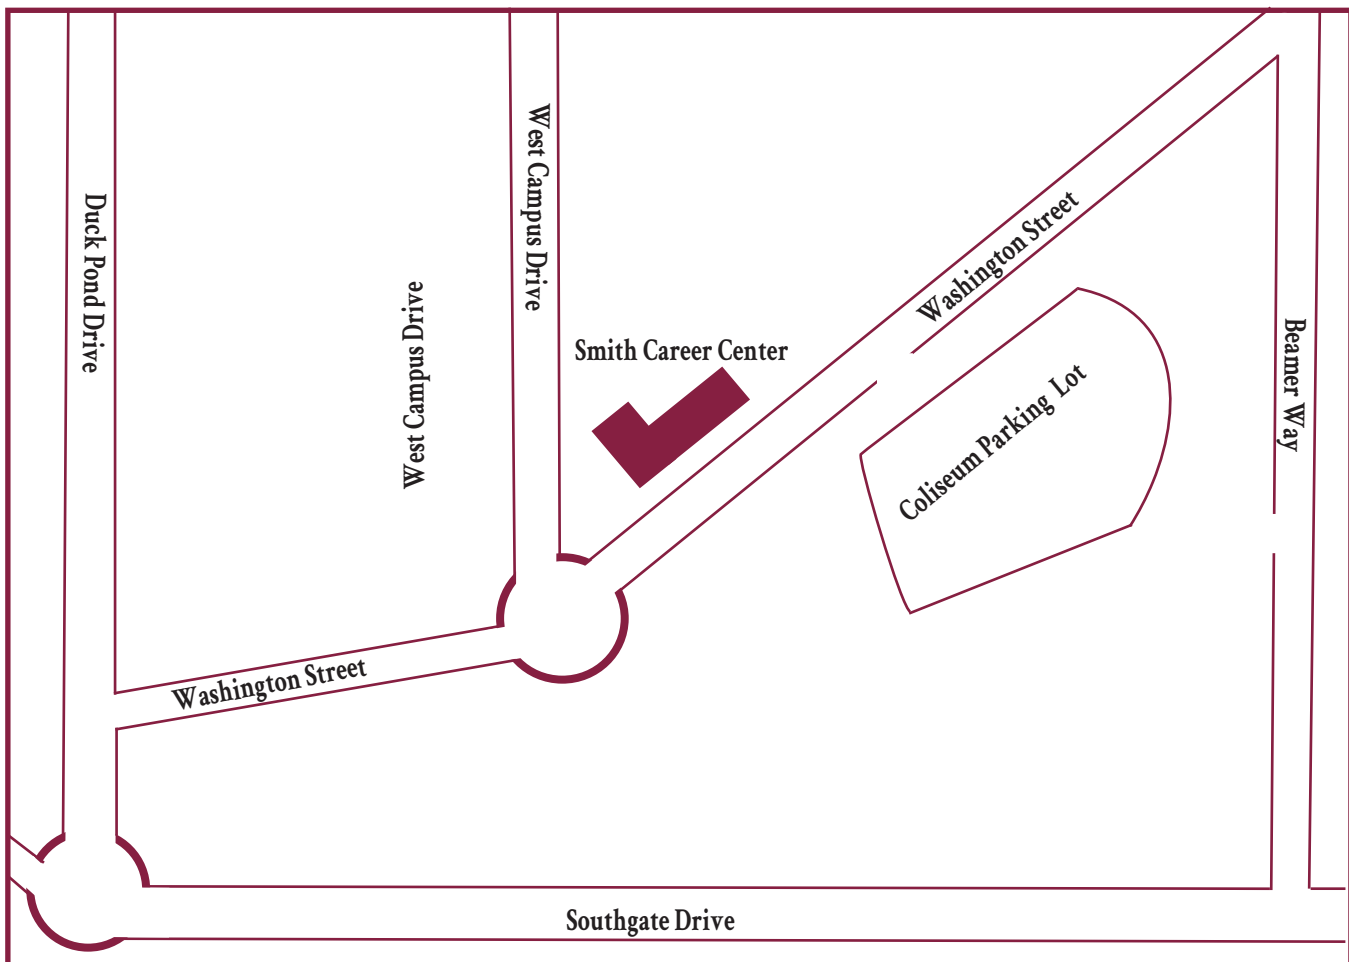 West Campus Drive
Duck Pond Drive
Washington Street
West Campus Drive
Smith Career Center
Beamer Way
Coliseum Parking Lot
Washington Street
Southgate Drive